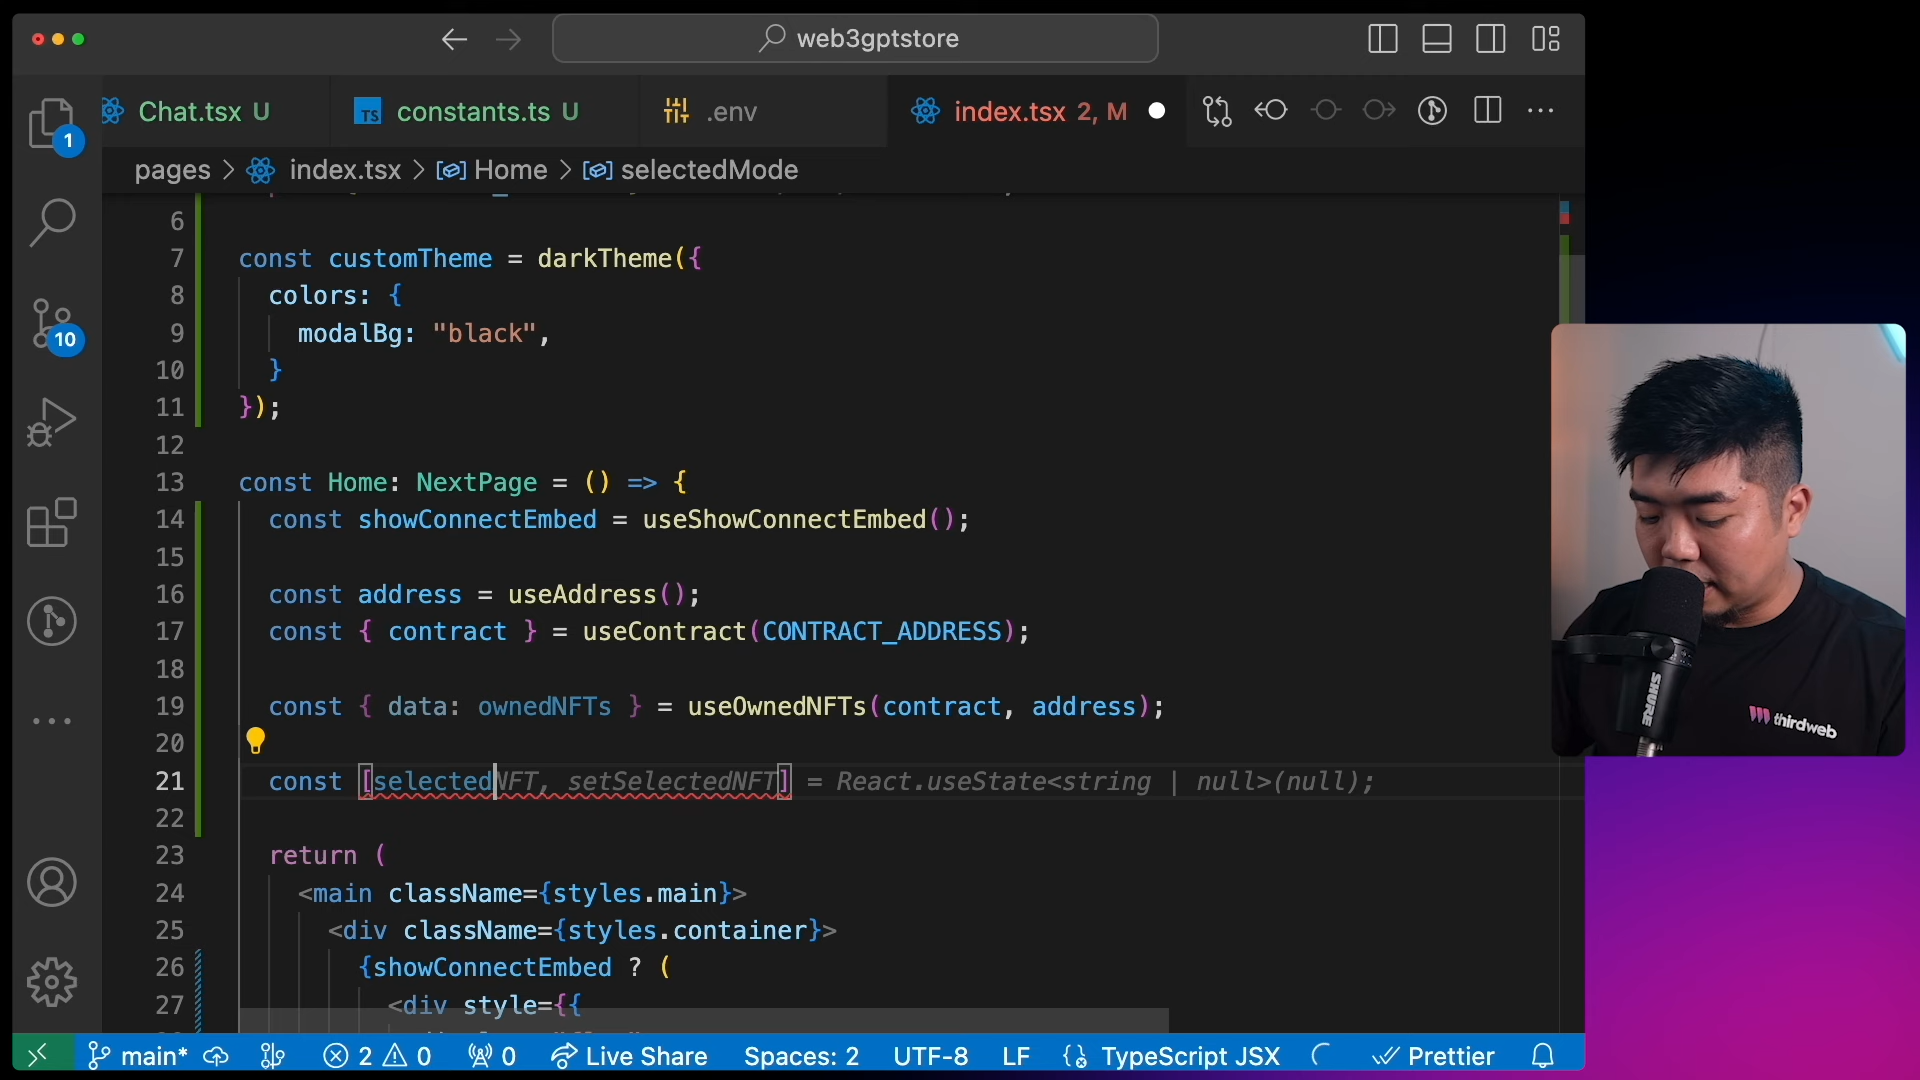 web3gptstore
Chat.tsx U
constants.ts U
.env
index.tsx 2, M
1
pages > index.tsx > Home > selectedMode
6
7 const customTheme = darkTheme({
8 colors: {
9 modalBg: "black",
10 }
11 });
12
13 const Home: NextPage = () => {
14 const showConnectEmbed = useShowConnectEmbed();
15
16 const address = useAddress();
17 const { contract } = useContract(CONTRACT_ADDRESS);
18
19 const { data: ownedNFTs } = useOwnedNFTs(contract, address);
20
21 const [selectedNFT, setSelectedNFT] = React.useState<string | null>(null);
22
23 return (
24 <main className={styles.main}>
25 <div className={styles.container}>
26 {showConnectEmbed ? (
27 <div style={{
10
SHURE
thirdweb
main* 2 0 0 Live Share Spaces: 2 UTF-8 LF TypeScript JSX Prettier